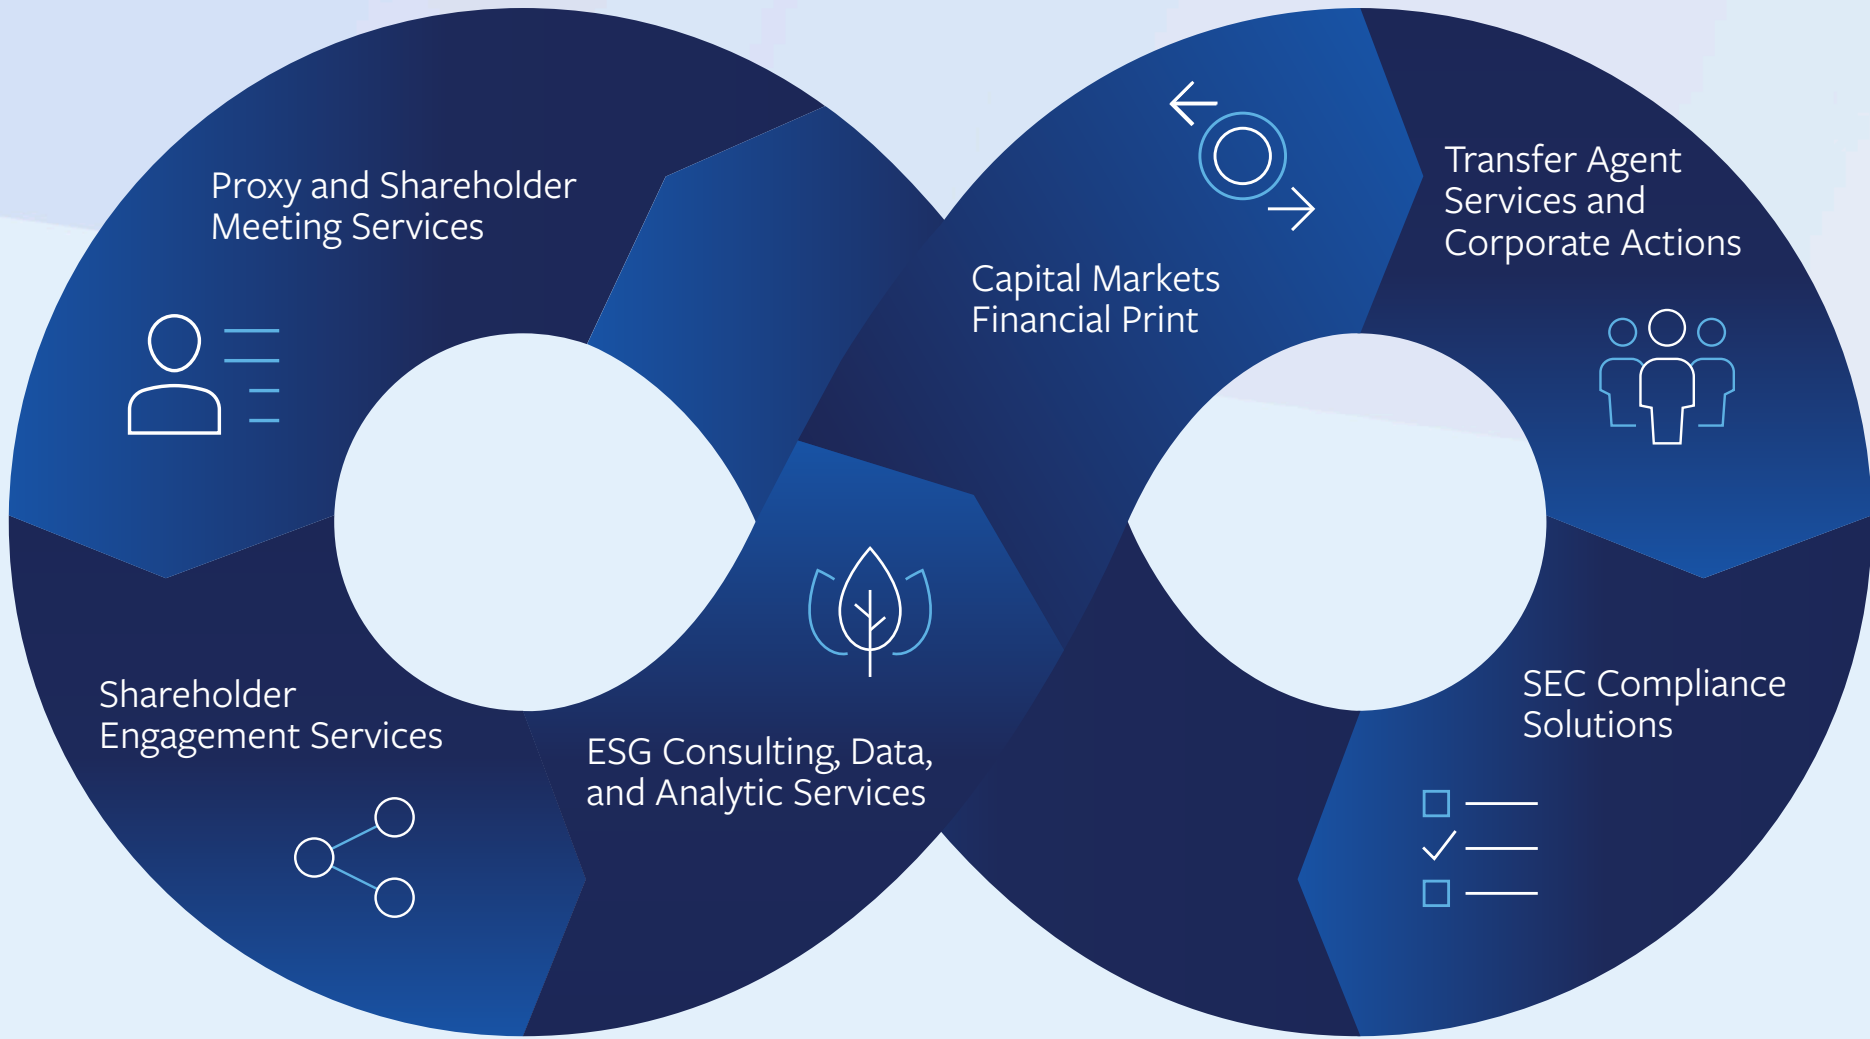 Proxy and Shareholder
Meeting Services
Capital Markets
Financial Print
Transfer Agent
Services and
Corporate Actions
Shareholder
Engagement Services
ESG Consulting, Data,
and Analytic Services
SEC Compliance
Solutions